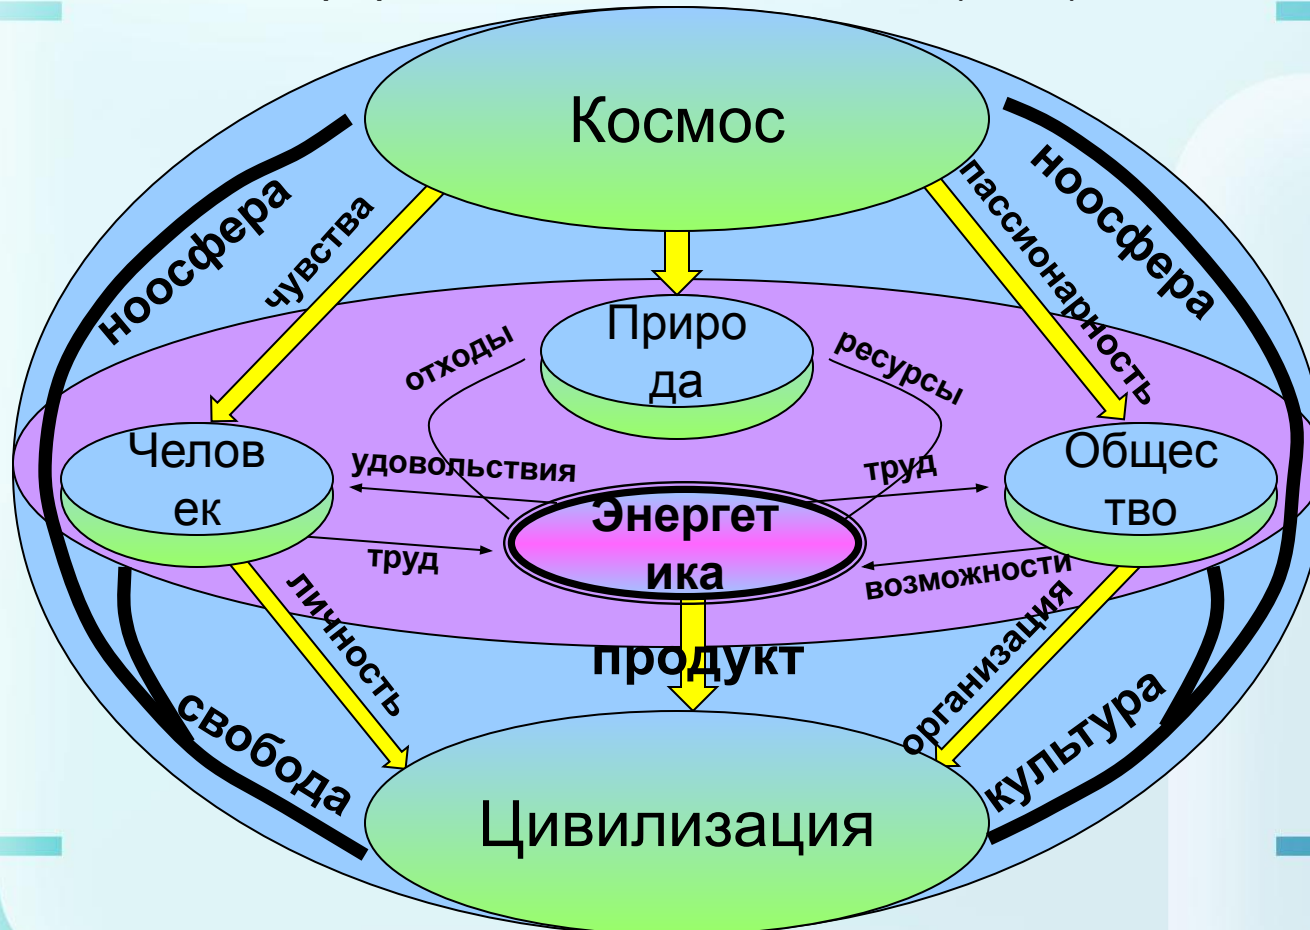 Космос
ноосфера
ноосфера
чувства
пассионарность
Приро
да
отходы
ресурсы
Челов
ек
Общес
тво
удовольствия
труд
Энергет
ика
труд
возможности
личность
организация
продукт
свобода
культура
Цивилизация